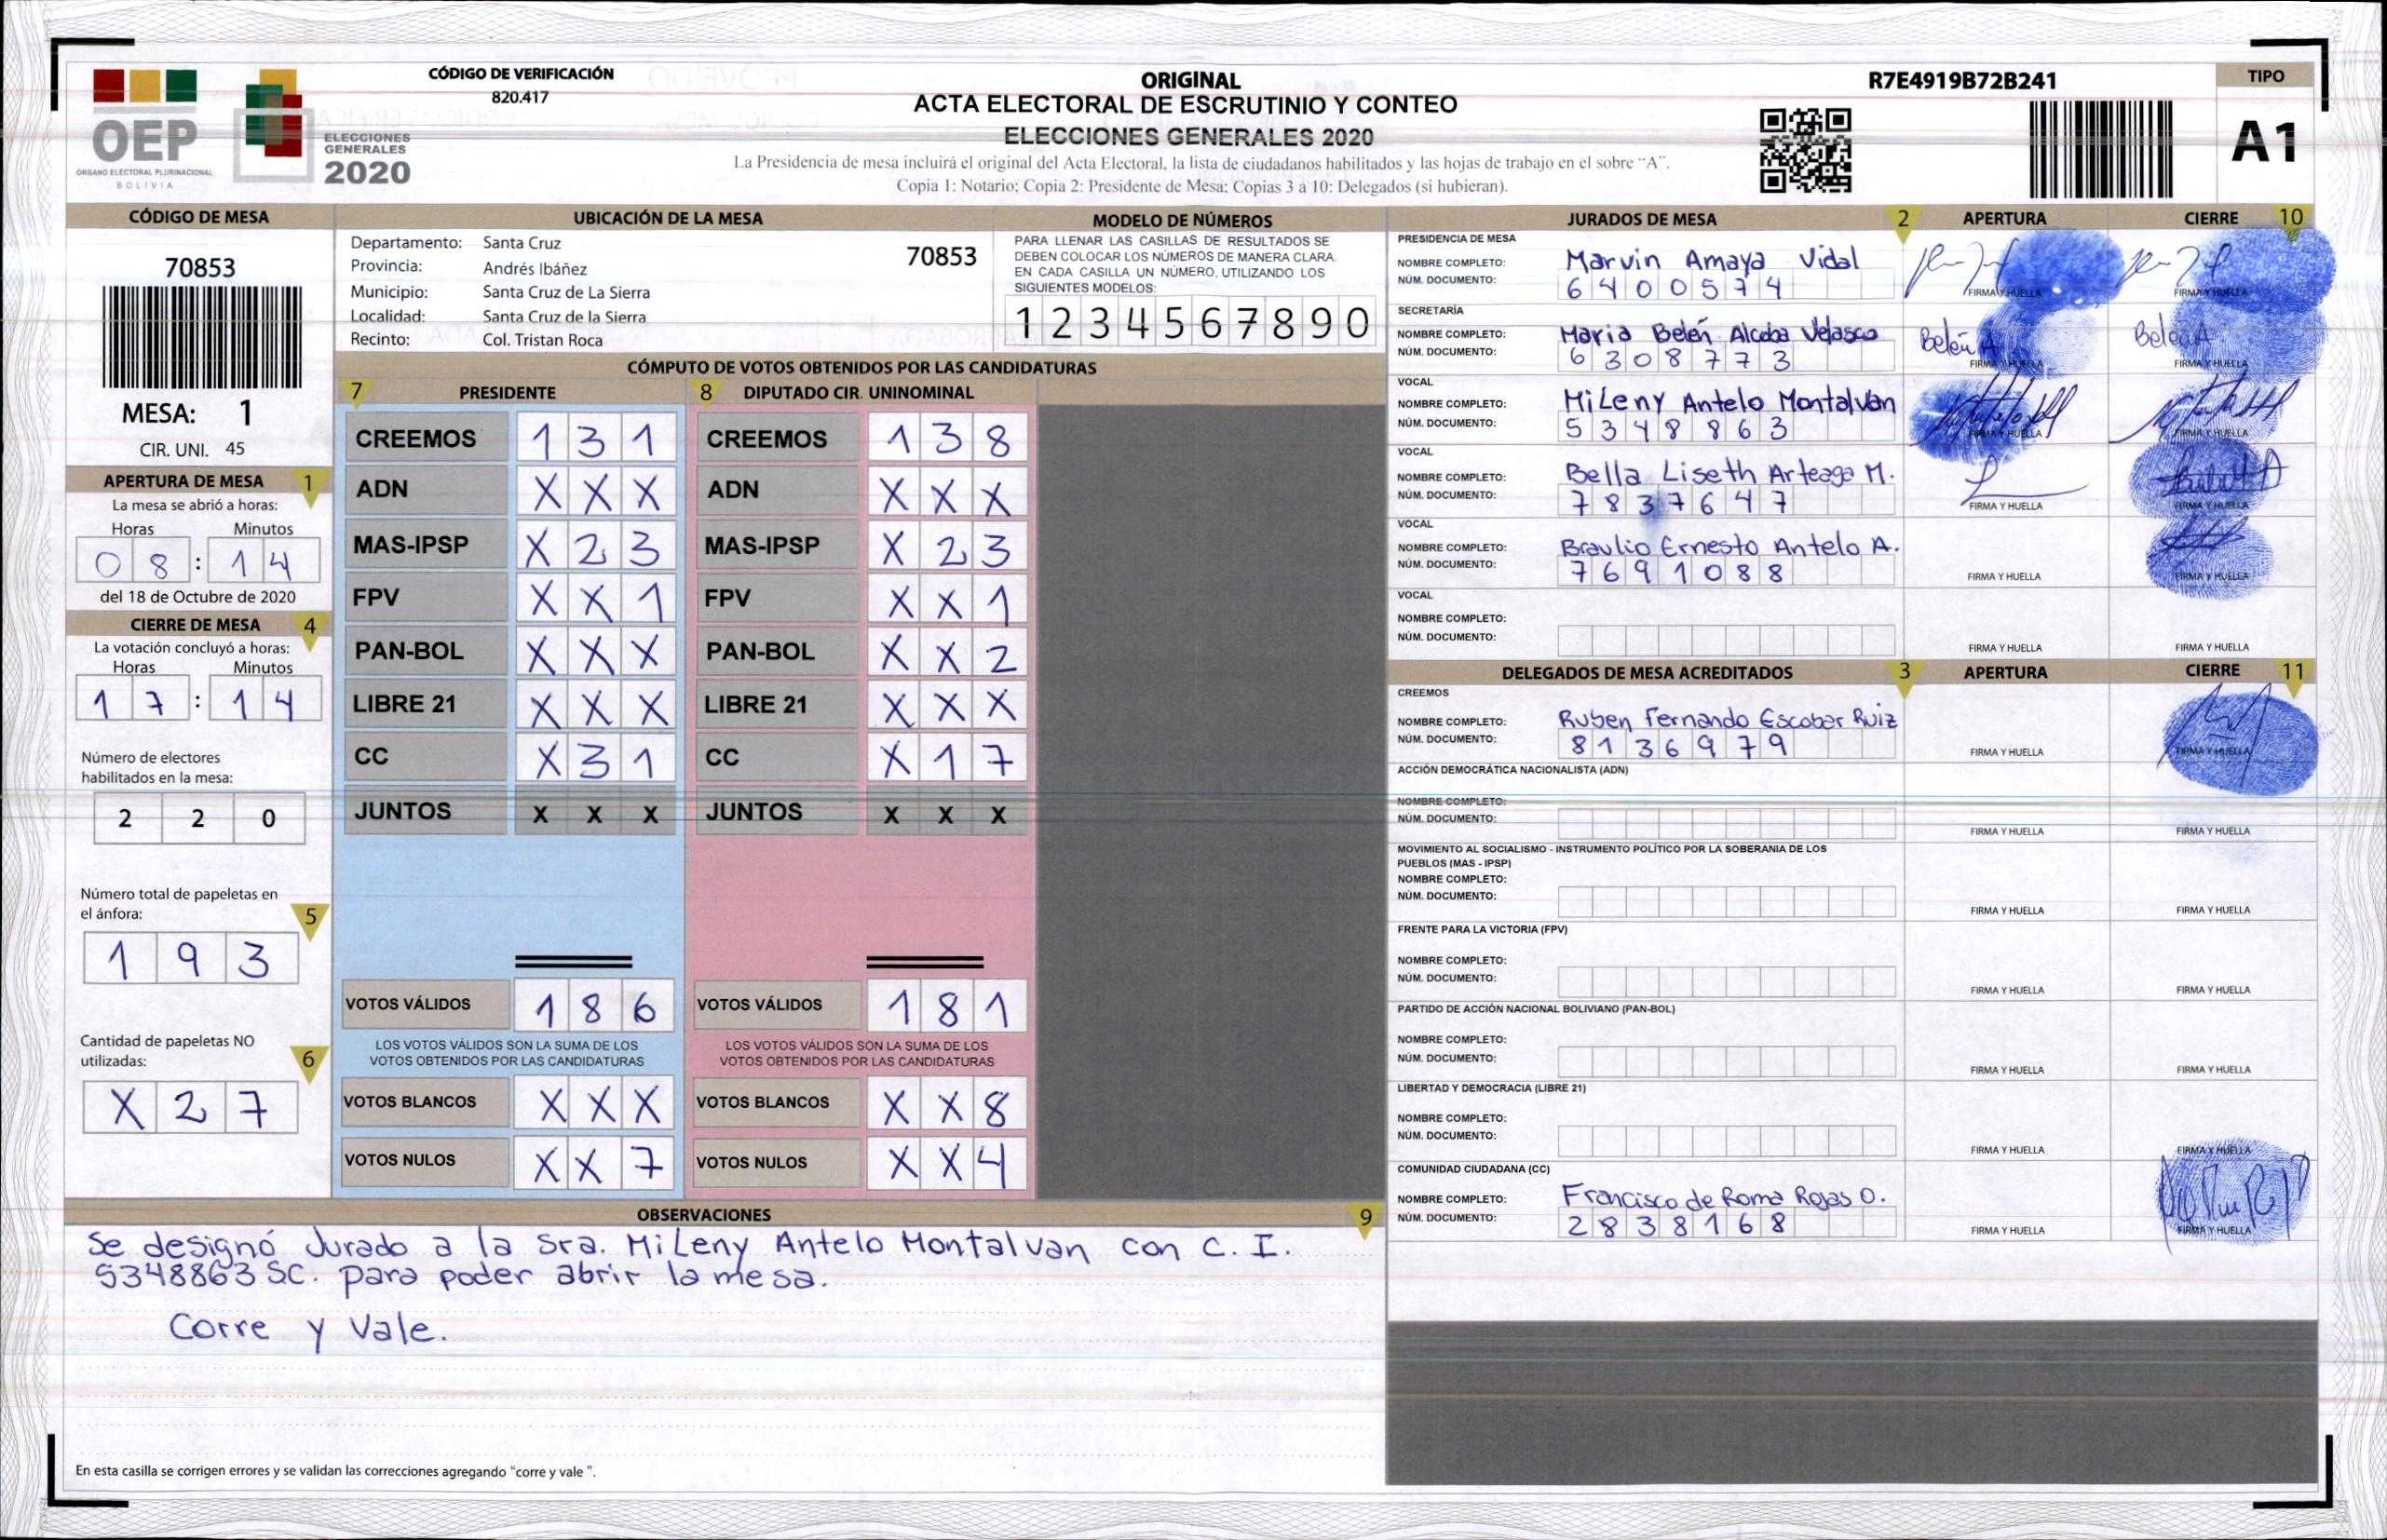 CÓDIGO DE VERIFICACIÓN
820.417
ORIGINAL
ACTA ELECTORAL DE ESCRUTINIO Y CONTEO
ELECCIONES GENERALES 2020
La Presidencia de mesa incluirá el original del Acta Electoral, la lista de ciudadanos habilitados y las hojas de trabajo en el sobre "A".
Copia 1: Notario; Copia 2: Presidente de Mesa; Copias 3 a 10: Delegados (si hubieran).
R7E4919B72B241
TIPO
A1
OEP
ÓRGANO ELECTORAL PLURINACIONAL
BOLIVIA
ELECCIONES
GENERALES
2020
CÓDIGO DE MESA
70853
MESA: 1
CIR. UNI. 45
APERTURA DE MESA 1
La mesa se abrió a horas:
Horas Minutos
08 : 14
del 18 de Octubre de 2020
CIERRE DE MESA 4
La votación concluyó a horas:
Horas Minutos
17 : 14
Número de electores
habilitados en la mesa:
2 2 0
Número total de papeletas en
el ánfora: 5
1 9 3
Cantidad de papeletas NO
utilizadas: 6
X 2 7
UBICACIÓN DE LA MESA
Departamento: Santa Cruz 70853
Provincia: Andrés Ibáñez
Municipio: Santa Cruz de La Sierra
Localidad: Santa Cruz de la Sierra
Recinto: Col. Tristan Roca
MODELO DE NÚMEROS
PARA LLENAR LAS CASILLAS DE RESULTADOS SE
DEBEN COLOCAR LOS NÚMEROS DE MANERA CLARA.
EN CADA CASILLA UN NÚMERO, UTILIZANDO LOS
SIGUIENTES MODELOS:
1 2 3 4 5 6 7 8 9 0
CÓMPUTO DE VOTOS OBTENIDOS POR LAS CANDIDATURAS
7 PRESIDENTE 8 DIPUTADO CIR. UNINOMINAL
CREEMOS 1 3 1 CREEMOS 1 3 8
ADN X X X ADN X X X
MAS-IPSP X 2 3 MAS-IPSP X 2 3
FPV X X 1 FPV X X 1
PAN-BOL X X X PAN-BOL X X 2
LIBRE 21 X X X LIBRE 21 X X X
CC X 3 1 CC X 1 7
JUNTOS X X X JUNTOS X X X
VOTOS VÁLIDOS 1 8 6 VOTOS VÁLIDOS 1 8 1
LOS VOTOS VÁLIDOS SON LA SUMA DE LOS LOS VOTOS VÁLIDOS SON LA SUMA DE LOS
VOTOS OBTENIDOS POR LAS CANDIDATURAS VOTOS OBTENIDOS POR LAS CANDIDATURAS
VOTOS BLANCOS X X X VOTOS BLANCOS X X 8
VOTOS NULOS X X 7 VOTOS NULOS X X 4
OBSERVACIONES 9
Se designó Jurado a la Sra. MiLeny Antelo Montalvan con C. I.
5348863 SC. para poder abrir la mesa.
Corre y Vale.
En esta casilla se corrigen errores y se validan las correcciones agregando "corre y vale ".
JURADOS DE MESA 2 APERTURA CIERRE 10
PRESIDENCIA DE MESA
NOMBRE COMPLETO: Marvin Amaya Vidal
NÚM. DOCUMENTO: 6400574 FIRMA Y HUELLA FIRMA Y HUELLA
SECRETARÍA
NOMBRE COMPLETO: Maria Belén Alcoba Velasco Belén A Belén A
NÚM. DOCUMENTO: 6308773 FIRMA Y HUELLA FIRMA Y HUELLA
VOCAL
NOMBRE COMPLETO: MiLeny Antelo Montalvan
NÚM. DOCUMENTO: 5348863 FIRMA Y HUELLA FIRMA Y HUELLA
VOCAL
NOMBRE COMPLETO: Bella Liseth Arteaga M.
NÚM. DOCUMENTO: 7837647 FIRMA Y HUELLA FIRMA Y HUELLA
VOCAL
NOMBRE COMPLETO: Braulio Ernesto Antelo A.
NÚM. DOCUMENTO: 7691088 FIRMA Y HUELLA FIRMA Y HUELLA
VOCAL
NOMBRE COMPLETO:
NÚM. DOCUMENTO: FIRMA Y HUELLA FIRMA Y HUELLA
DELEGADOS DE MESA ACREDITADOS 3 APERTURA CIERRE 11
CREEMOS
NOMBRE COMPLETO: Ruben Fernando Escobar Ruiz
NÚM. DOCUMENTO: 8136979 FIRMA Y HUELLA FIRMA Y HUELLA
ACCIÓN DEMOCRÁTICA NACIONALISTA (ADN)
NOMBRE COMPLETO:
NÚM. DOCUMENTO: FIRMA Y HUELLA FIRMA Y HUELLA
MOVIMIENTO AL SOCIALISMO - INSTRUMENTO POLÍTICO POR LA SOBERANIA DE LOS
PUEBLOS (MAS - IPSP)
NOMBRE COMPLETO:
NÚM. DOCUMENTO: FIRMA Y HUELLA FIRMA Y HUELLA
FRENTE PARA LA VICTORIA (FPV)
NOMBRE COMPLETO:
NÚM. DOCUMENTO: FIRMA Y HUELLA FIRMA Y HUELLA
PARTIDO DE ACCIÓN NACIONAL BOLIVIANO (PAN-BOL)
NOMBRE COMPLETO:
NÚM. DOCUMENTO: FIRMA Y HUELLA FIRMA Y HUELLA
LIBERTAD Y DEMOCRACIA (LIBRE 21)
NOMBRE COMPLETO:
NÚM. DOCUMENTO: FIRMA Y HUELLA FIRMA Y HUELLA
COMUNIDAD CIUDADANA (CC)
NOMBRE COMPLETO: Francisco de Roma Rojas O.
NÚM. DOCUMENTO: 2838168 FIRMA Y HUELLA FIRMA Y HUELLA